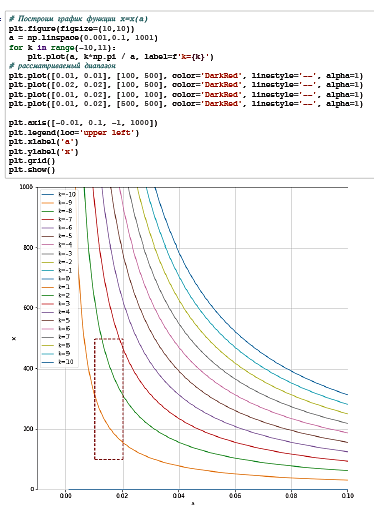 # Построим график функции x=x(a)
plt.figure(figsize=(10,10))
a = np.linspace(0.001,0.1, 1001)
for k in range(-10,11):
    plt.plot(a, k*np.pi / a, label=f'k={k}')
# рассматриваемый диапазон
plt.plot([0.01, 0.01], [100, 500], color='DarkRed', linestyle='--', alpha=1)
plt.plot([0.02, 0.02], [100, 500], color='DarkRed', linestyle='--', alpha=1)
plt.plot([0.01, 0.02], [100, 100], color='DarkRed', linestyle='--', alpha=1)
plt.plot([0.01, 0.02], [500, 500], color='DarkRed', linestyle='--', alpha=1)
plt.axis([-0.01, 0.1, -1, 1000])
plt.legend(loc='upper left')
plt.xlabel('a')
plt.ylabel('x')
plt.grid()
plt.show()
1000
800
600
400
200
0
x
k=-10
k=-9
k=-8
k=-7
k=-6
k=-5
k=-4
k=-3
k=-2
k=-1
k=0
k=1
k=2
k=3
k=4
k=5
k=6
k=7
k=8
k=9
k=10
0.00 0.02 0.04 0.06 0.08 0.10
a